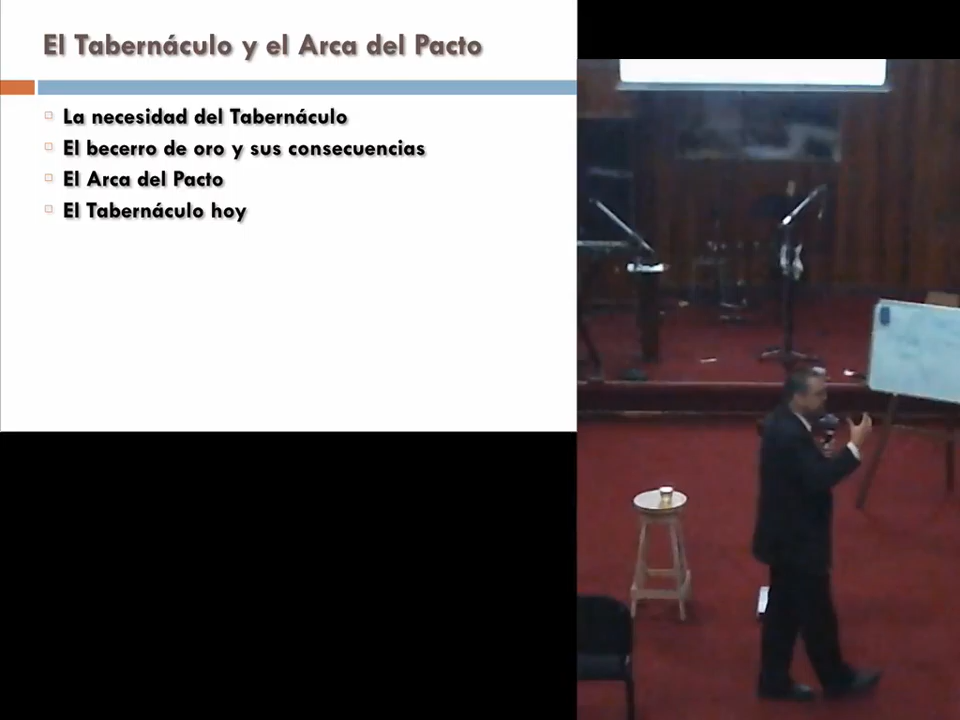 El Tabernáculo y el Arca del Pacto
La necesidad del Tabernáculo
El becerro de oro y sus consecuencias
El Arca del Pacto
El Tabernáculo hoy